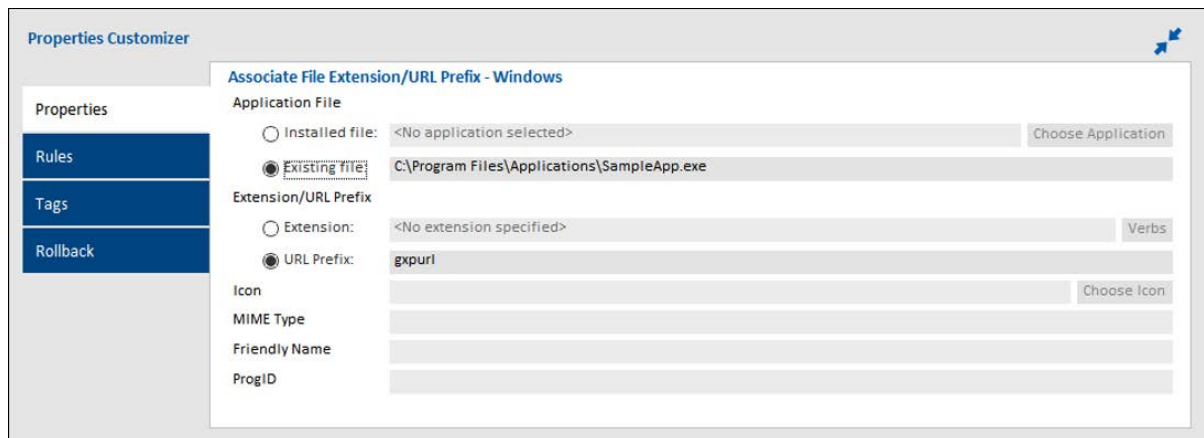 Properties Customizer
Associate File Extension/URL Prefix - Windows
Properties
Application File
Installed file: <No application selected> Choose Application
Rules
Existing file: C:\Program Files\Applications\SampleApp.exe
Tags
Extension/URL Prefix
Extension: <No extension specified> Verbs
Rollback
URL Prefix: gxpurl
Icon Choose Icon
MIME Type
Friendly Name
ProgID